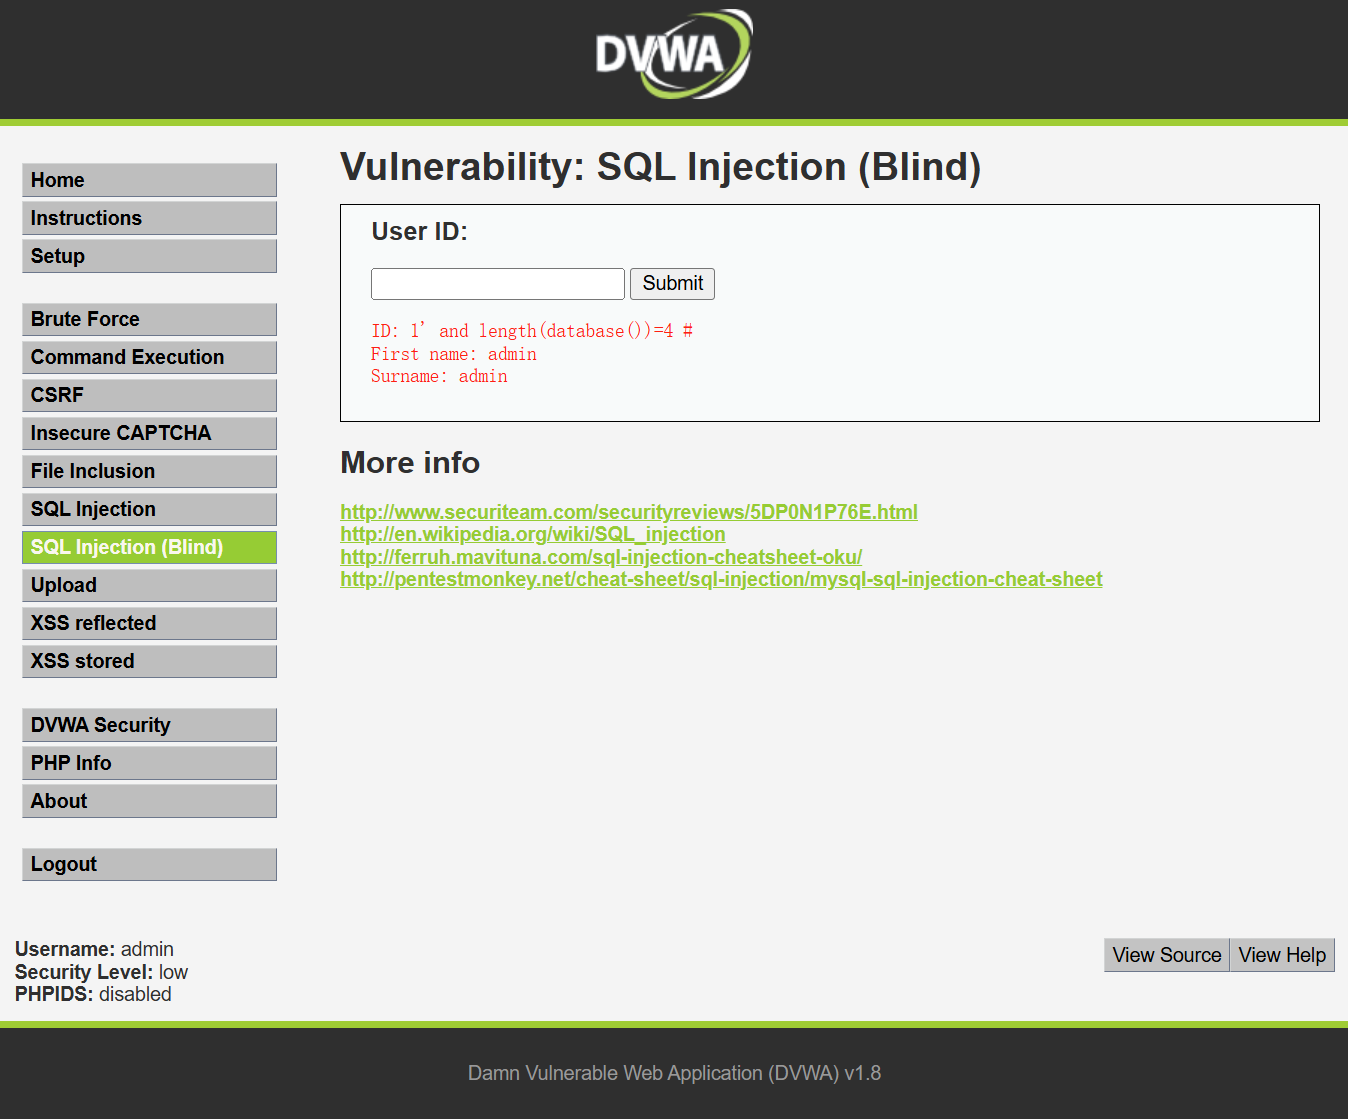 DVWA
Vulnerability: SQL Injection (Blind)
Home
Instructions
Setup
Brute Force
Command Execution
CSRF
Insecure CAPTCHA
File Inclusion
SQL Injection
SQL Injection (Blind)
Upload
XSS reflected
XSS stored
DVWA Security
PHP Info
About
Logout
User ID:
Submit
ID: 1' and length(database())=4 #
First name: admin
Surname: admin
More info
http://www.securiteam.com/securityreviews/5DP0N1P76E.html
http://en.wikipedia.org/wiki/SQL_injection
http://ferruh.mavituna.com/sql-injection-cheatsheet-oku/
http://pentestmonkey.net/cheat-sheet/sql-injection/mysql-sql-injection-cheat-sheet
Username: admin
Security Level: low
PHPIDS: disabled
View Source View Help
Damn Vulnerable Web Application (DVWA) v1.8